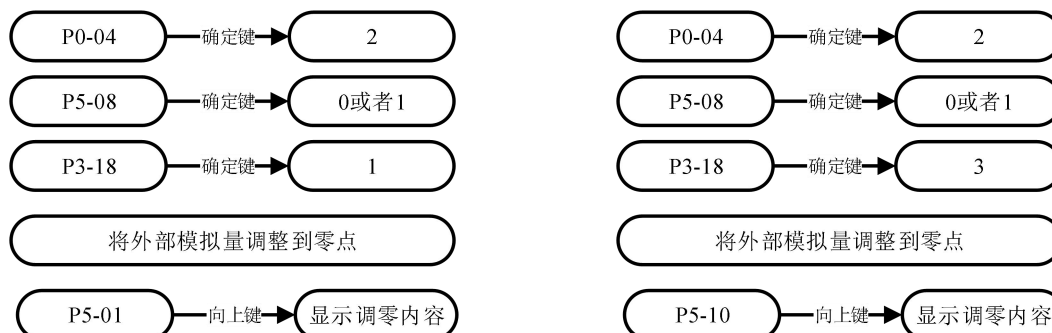 P0-04 确定键 2
P5-08 确定键 0或者1
P3-18 确定键 1
将外部模拟量调整到零点
P5-01 向上键 显示调零内容
P0-04 确定键 2
P5-08 确定键 0或者1
P3-18 确定键 3
将外部模拟量调整到零点
P5-10 向上键 显示调零内容